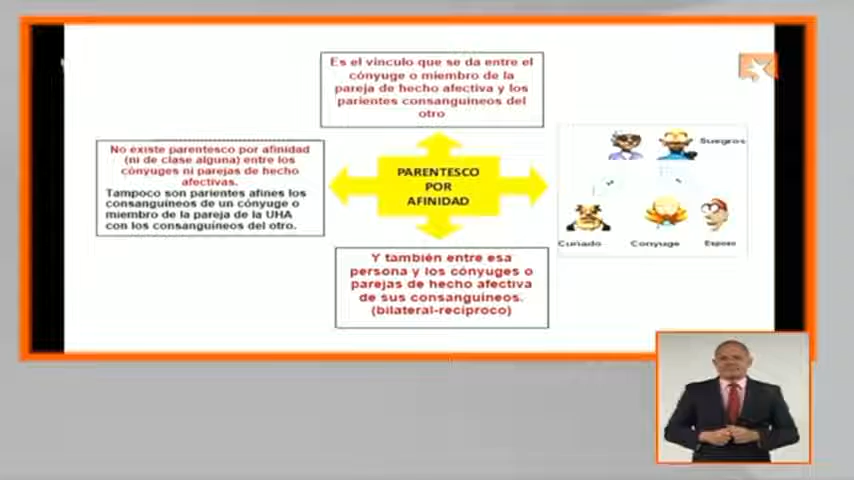 Es el vínculo que se da entre el
cónyuge o miembro de la
pareja de hecho afectiva y los
parientes consanguíneos del
otro
No existe parentesco por afinidad
(ni de clase alguna) entre los
cónyuges ni parejas de hecho
afectivas.
Tampoco son parientes afines los
consanguíneos de un cónyuge o
miembro de la pareja de la UHA
con los consanguíneos del otro.
PARENTESCO
POR
AFINIDAD
Suegros
Cuñado
Conyuge
Esposo
Y también entre esa
persona y los cónyuges o
parejas de hecho afectiva
de sus consanguíneos.
(bilateral-recíproco)